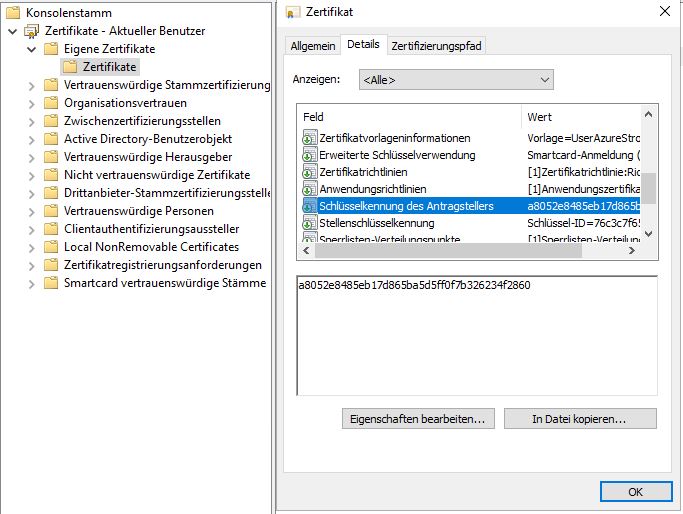 Konsolenstamm
Zertifikate - Aktueller Benutzer
Eigene Zertifikate
Zertifikate
Vertrauenswürdige Stammzertifizierung
Organisationsvertrauen
Zwischenzertifizierungsstellen
Active Directory-Benutzerobjekt
Vertrauenswürdige Herausgeber
Nicht vertrauenswürdige Zertifikate
Drittanbieter-Stammzertifizierungsstelle
Vertrauenswürdige Personen
Clientauthentifizierungsaussteller
Local NonRemovable Certificates
Zertifikatregistrierungsanforderungen
Smartcard vertrauenswürdige Stämme
Zertifikat
Allgemein Details Zertifizierungspfad
Anzeigen: <Alle>
Feld Wert
Zertifikatvorlageninformationen Vorlage=UserAzureStro
Erweiterte Schlüsselverwendung Smartcard-Anmeldung (
Zertifikatrichtlinien [1]Zertifikatrichtlinie:Ric
Anwendungsrichtlinien [1]Anwendungszertifika
Schlüsselkennung des Antragstellers a8052e8485eb17d865b
Stellenschlüsselkennung Schlüssel-ID=76c3c7f65
Sperrlisten-Verteilungspunkte [1]Sperrlisten-Verteilun
a8052e8485eb17d865ba5d5ff0f7b326234f2860
Eigenschaften bearbeiten... In Datei kopieren...
OK